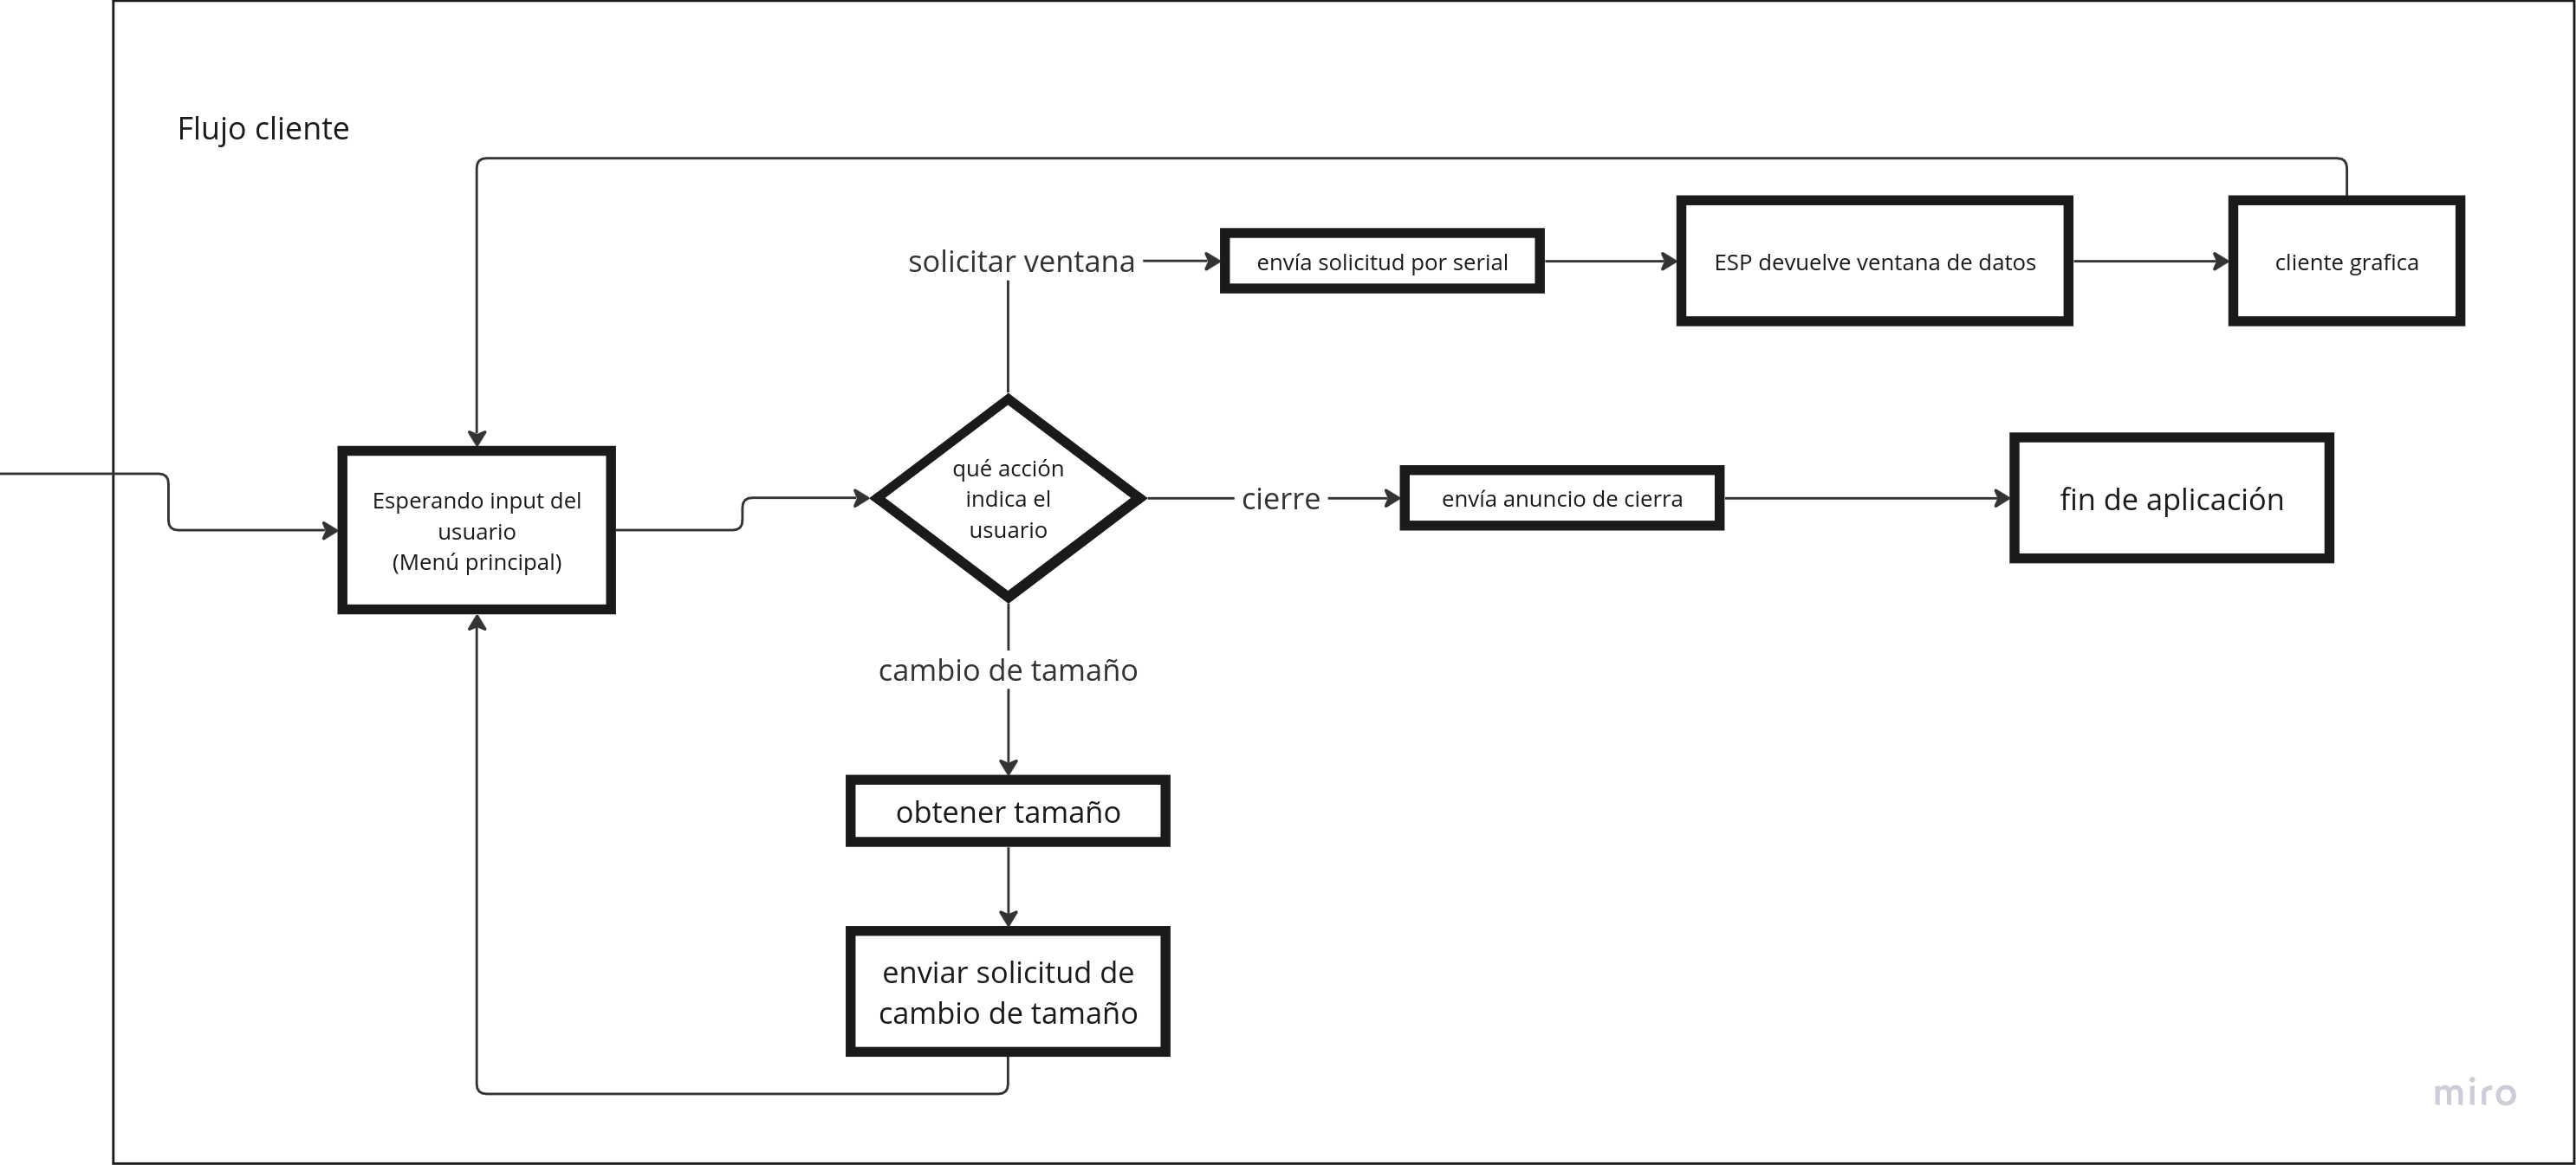 Flujo cliente
solicitar ventana
envía solicitud por serial
ESP devuelve ventana de datos
cliente grafica
Esperando input del
usuario
(Menú principal)
qué acción
indica el
usuario
cierre
envía anuncio de cierra
fin de aplicación
cambio de tamaño
obtener tamaño
enviar solicitud de
cambio de tamaño
miro